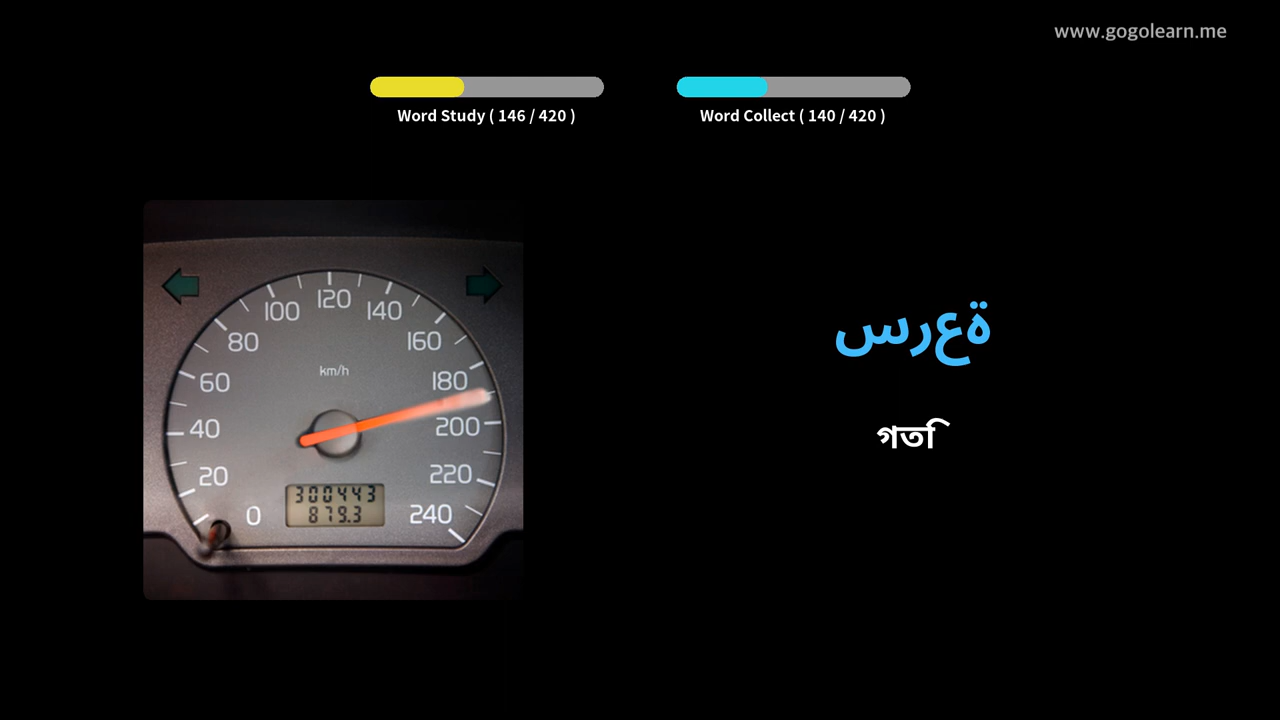 www.gogolearn.me
Word Study ( 146 / 420 )
Word Collect ( 140 / 420 )
0
20
40
60
80
100
120
140
160
180
200
220
240
km/h
300443
879.3
ةعرس
গতি